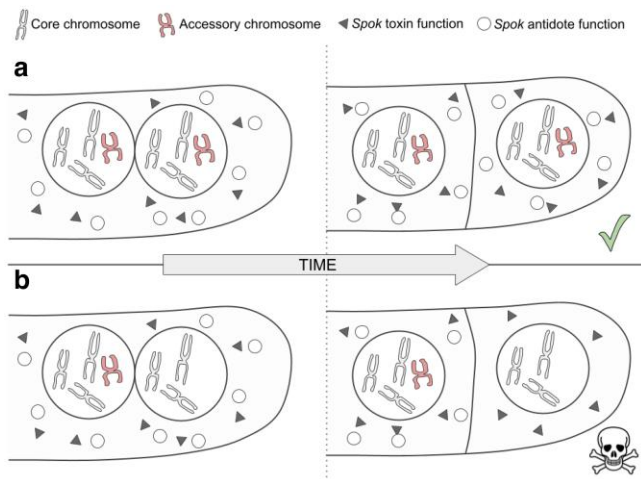 Core chromosome Accessory chromosome Spok toxin function Spok antidote function
a
TIME
b